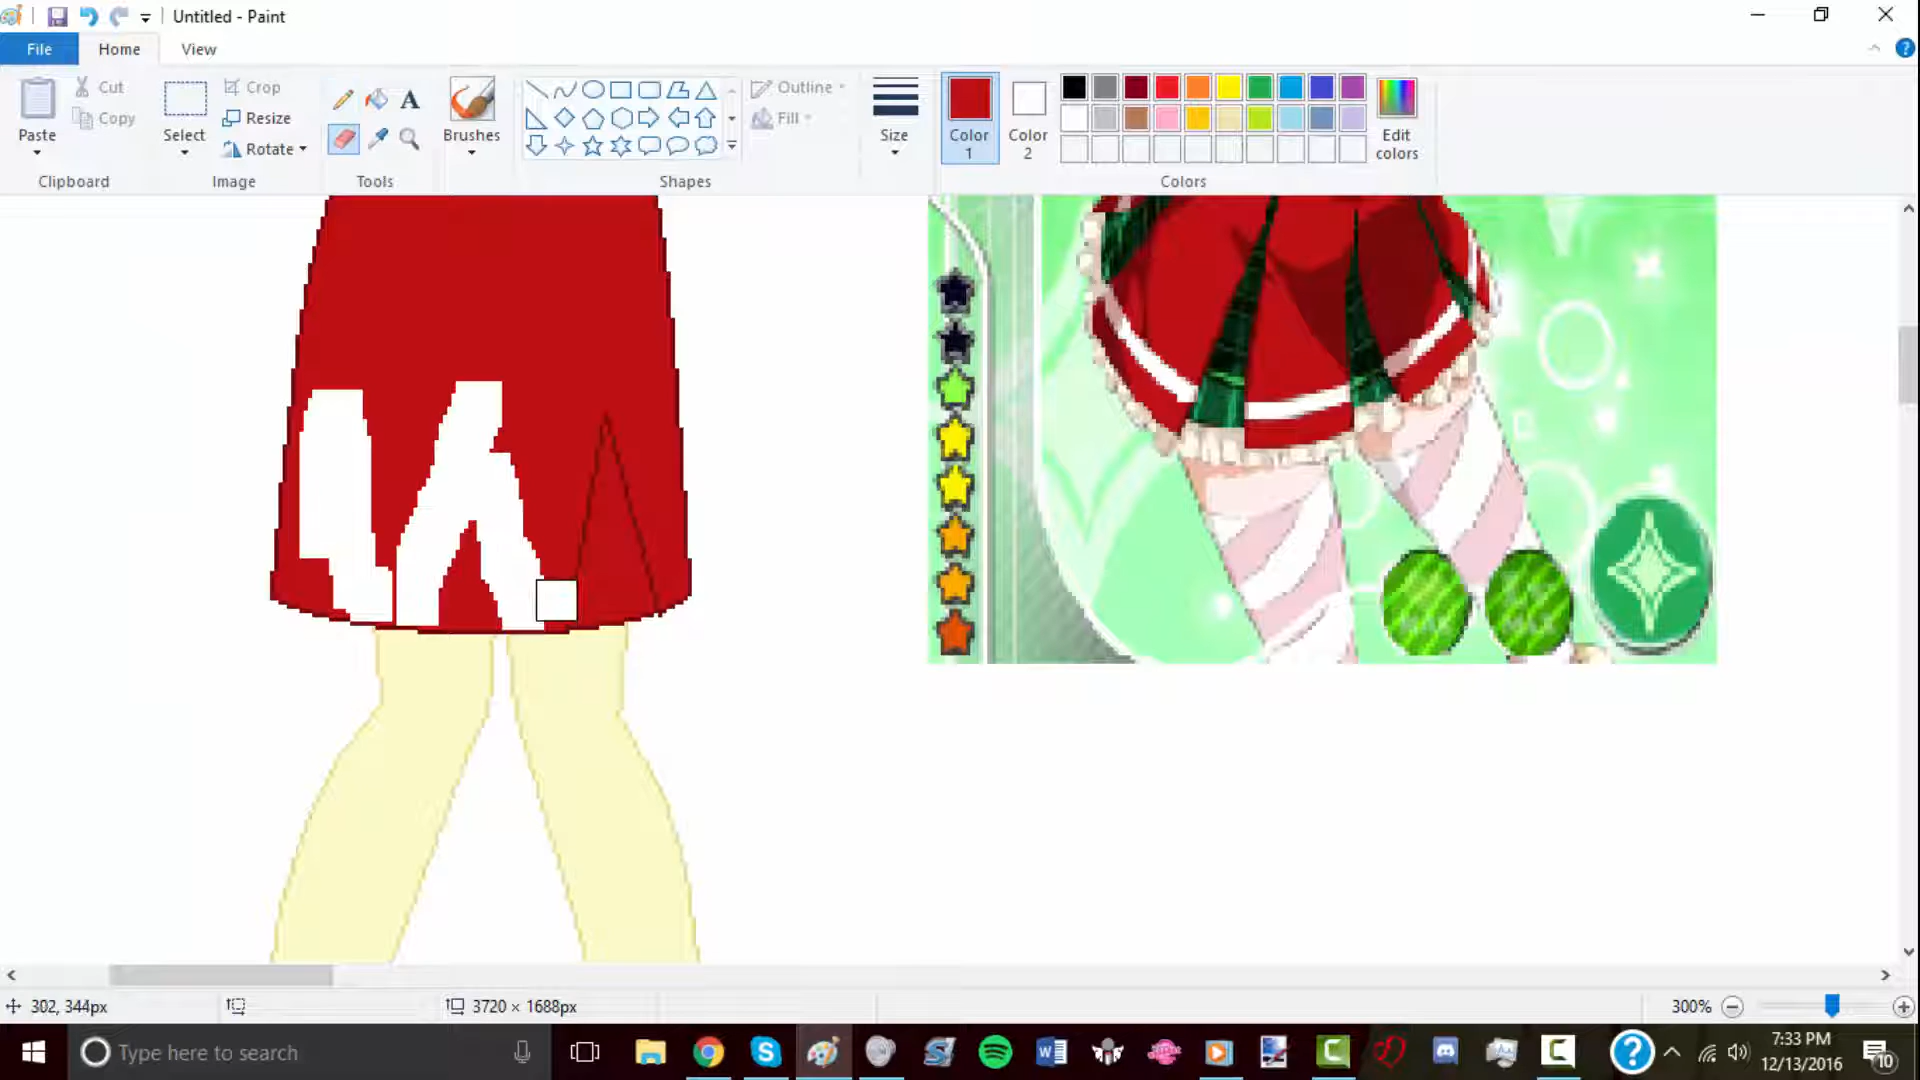 Untitled - Paint
File
Home
View
Paste
Cut
Copy
Clipboard
Select
Crop
Resize
Rotate
Image
A
Tools
Brushes
Shapes
Outline
Fill
Size
Color 1
Color 2
Edit colors
Colors
302, 344px
3720 × 1688px
300%
Type here to search
7:33 PM
12/13/2016
10